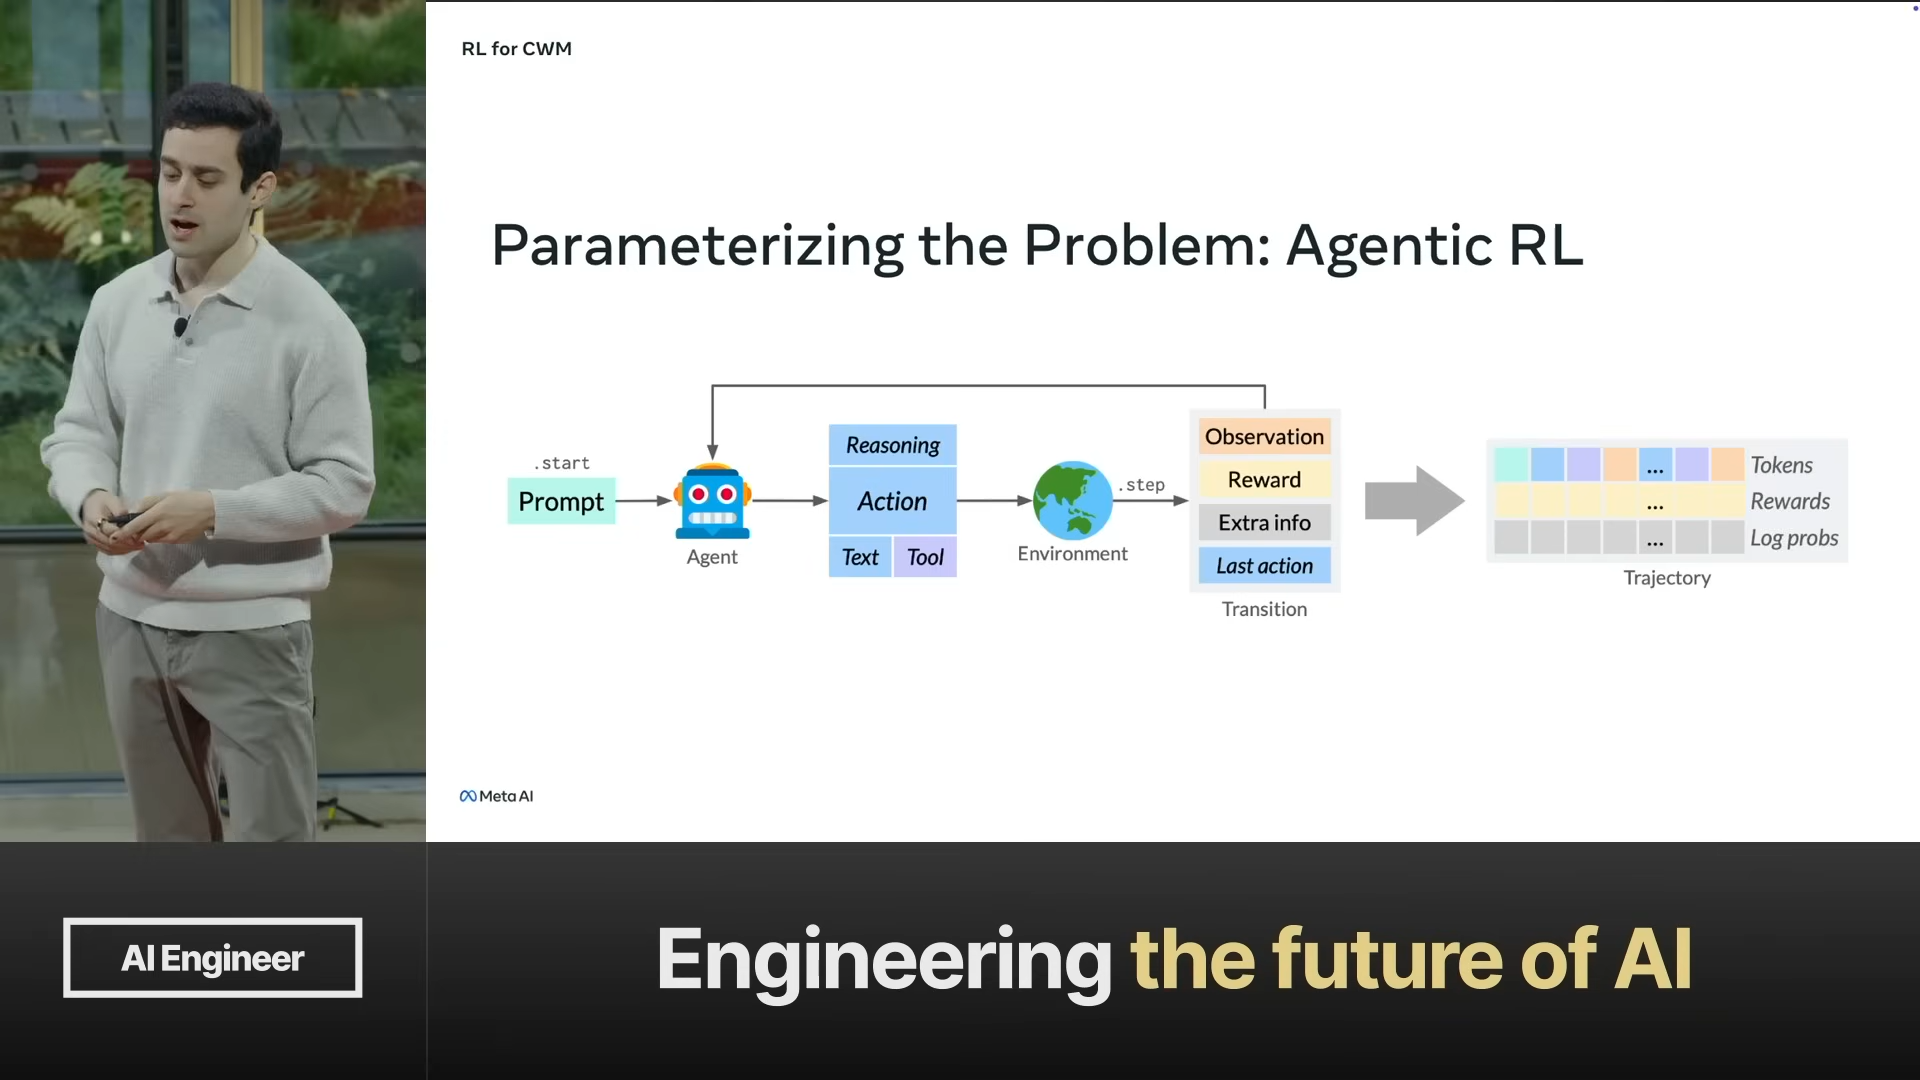 RL for CWM
Parameterizing the Problem: Agentic RL
.start
Prompt
Agent
Reasoning
Action
Text Tool
Environment
.step
Observation
Reward
Extra info
Last action
Transition
... Tokens
... Rewards
... Log probs
Trajectory
Meta AI
AI Engineer
Engineering the future of AI